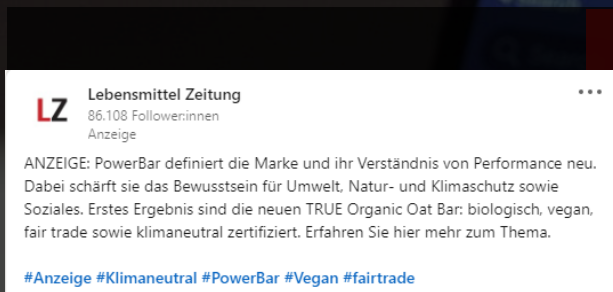 LZ
Lebensmittel Zeitung
86.108 Follower:innen
Anzeige
ANZEIGE: PowerBar definiert die Marke und ihr Verständnis von Performance neu.
Dabei schärft sie das Bewusstsein für Umwelt, Natur- und Klimaschutz sowie
Soziales. Erstes Ergebnis sind die neuen TRUE Organic Oat Bar: biologisch, vegan,
fair trade sowie klimaneutral zertifiziert. Erfahren Sie hier mehr zum Thema.
#Anzeige #Klimaneutral #PowerBar #Vegan #fairtrade